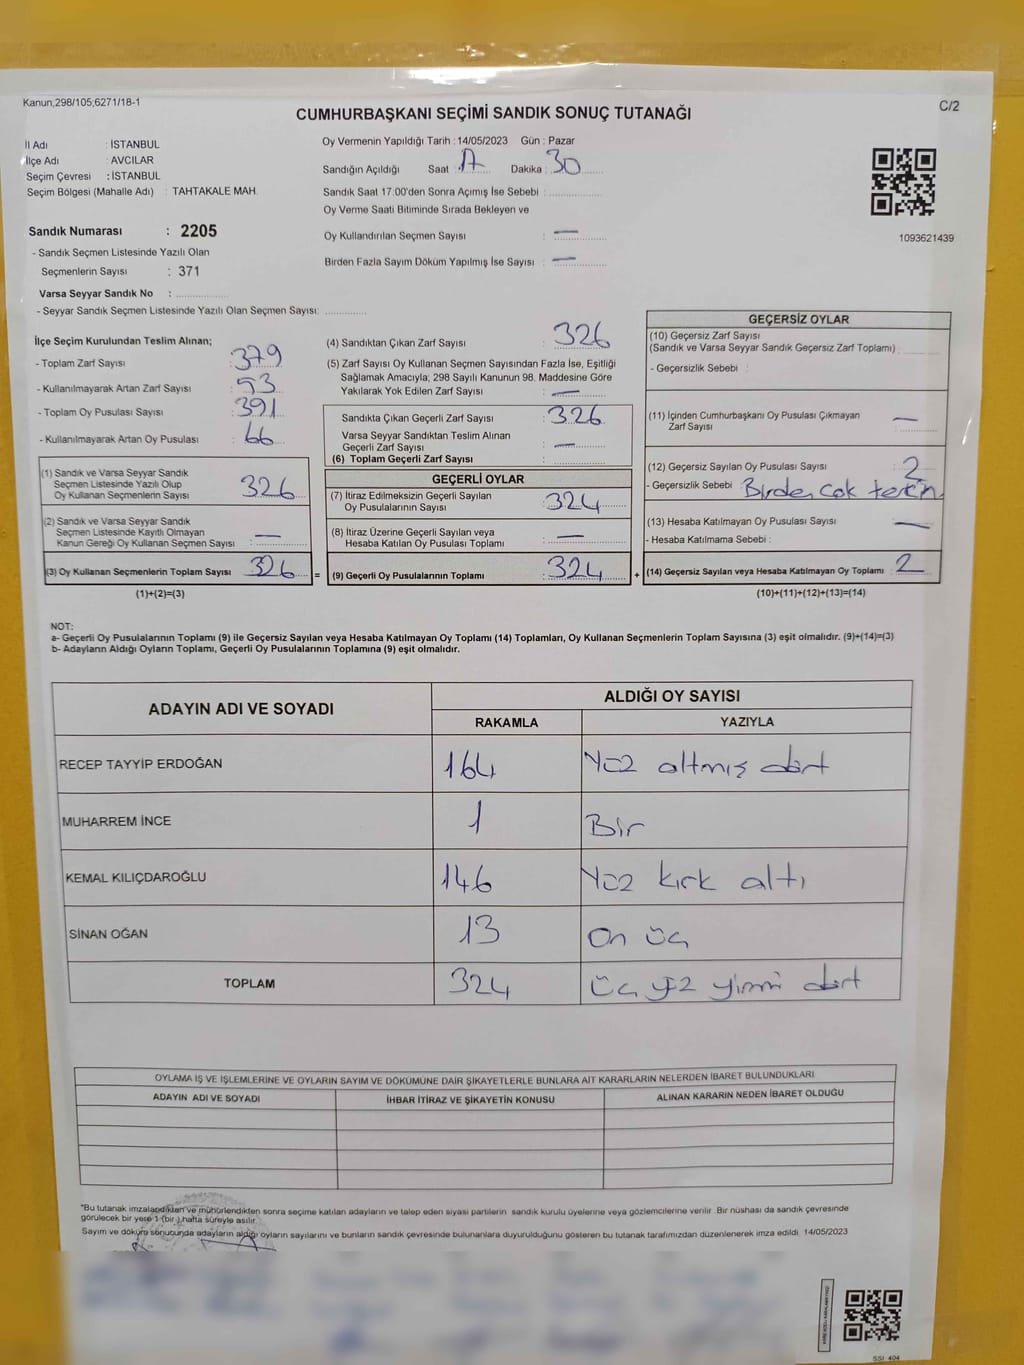 Kanun,298/105,6271/18-1
C/2
CUMHURBAŞKANI SEÇİMİ SANDIK SONUÇ TUTANAĞI
İl Adı : İSTANBUL
İlçe Adı : AVCILAR
Seçim Çevresi : İSTANBUL
Seçim Bölgesi (Mahalle Adı) : TAHTAKALE MAH.
Sandık Numarası : 2205
- Sandık Seçmen Listesinde Yazılı Olan
Seçmenlerin Sayısı : 371
Varsa Seyyar Sandık No :
- Seyyar Sandık Seçmen Listesinde Yazılı Olan Seçmen Sayısı:
Oy Vermenin Yapıldığı Tarih : 14/05/2023 Gün : Pazar
Sandığın Açıldığı Saat : 17 Dakika : 30
Sandık Saat 17:00'den Sonra Açımış İse Sebebi :
Oy Verme Saati Bitiminde Sırada Bekleyen ve
Oy Kullandırılan Seçmen Sayısı : —
Birden Fazla Sayım Döküm Yapılmış İse Sayısı : —
1093621439
İlçe Seçim Kurulundan Teslim Alınan;
- Toplam Zarf Sayısı : 379
- Kullanılmayarak Artan Zarf Sayısı : 53
- Toplam Oy Pusulası Sayısı : 391
- Kullanılmayarak Artan Oy Pusulası : 66
(1) Sandık ve Varsa Seyyar Sandık
Seçmen Listesinde Yazılı Olup
Oy Kullanan Seçmenlerin Sayısı : 326
(2) Sandık ve Varsa Seyyar Sandık
Seçmen Listesinde Kayıtlı Olmayan
Kanun Gereği Oy Kullanan Seçmen Sayısı : —
(3) Oy Kullanan Seçmenlerin Toplam Sayısı : 326 =
(1)+(2)=(3)
(4) Sandıktan Çıkan Zarf Sayısı : 326
(5) Zarf Sayısı Oy Kullanan Seçmen Sayısından Fazla İse, Eşitliği
Sağlamak Amacıyla; 298 Sayılı Kanunun 98. Maddesine Göre
Yakılarak Yok Edilen Zarf Sayısı : —
Sandıkta Çıkan Geçerli Zarf Sayısı : 326
Varsa Seyyar Sandıktan Teslim Alınan
Geçerli Zarf Sayısı : —
(6) Toplam Geçerli Zarf Sayısı :
GEÇERLİ OYLAR
(7) İtiraz Edilmeksizin Geçerli Sayılan
Oy Pusulalarının Sayısı : 324
(8) İtiraz Üzerine Geçerli Sayılan veya
Hesaba Katılan Oy Pusulası Toplamı : —
(9) Geçerli Oy Pusulalarının Toplamı : 324 +
GEÇERSİZ OYLAR
(10) Geçersiz Zarf Sayısı
(Sandık ve Varsa Seyyar Sandık Geçersiz Zarf Toplamı) :
- Geçersizlik Sebebi :
(11) İçinden Cumhurbaşkanı Oy Pusulası Çıkmayan
Zarf Sayısı : —
(12) Geçersiz Sayılan Oy Pusulası Sayısı : 2
- Geçersizlik Sebebi : Birden çok
(13) Hesaba Katılmayan Oy Pusulası Sayısı : —
- Hesaba Katılmama Sebebi :
(14) Geçersiz Sayılan veya Hesaba Katılmayan Oy Toplamı : 2
(10)+(11)+(12)+(13)=(14)
NOT:
a- Geçerli Oy Pusulalarının Toplamı (9) ile Geçersiz Sayılan veya Hesaba Katılmayan Oy Toplamı (14) Toplamları, Oy Kullanan Seçmenlerin Toplam Sayısına (3) eşit olmalıdır. (9)+(14)=(3)
b- Adayların Aldığı Oyların Toplamı, Geçerli Oy Pusulalarının Toplamına (9) eşit olmalıdır.
ADAYIN ADI VE SOYADI
ALDIĞI OY SAYISI
RAKAMLA YAZIYLA
RECEP TAYYİP ERDOĞAN 164 Yüz altmış dört
MUHARREM İNCE 1 Bir
KEMAL KILIÇDAROĞLU 146 Yüz kırk altı
SİNAN OĞAN 13 On üç
TOPLAM 324 Üç yüz yirmi dört
OYLAMA İŞ VE İŞLEMLERİNE VE OYLARIN SAYIM VE DÖKÜMÜNE DAİR ŞİKAYETLERLE BUNLARA AİT KARARLARIN NELERDEN İBARET BULUNDUKLARI
ADAYIN ADI VE SOYADI İHBAR İTİRAZ VE ŞİKAYETİN KONUSU ALINAN KARARIN NEDEN İBARET OLDUĞU
"Bu tutanak imzalandıktan ve mühürlendikten sonra seçime katılan adayların ve talep eden siyasi partilerin sandık kurulu üyelerine veya gözlemcilerine verilir. Bir nüshası da sandık çevresinde
görülecek bir yere 1 (bir) hafta süreyle asılır.
Sayım ve döküm sonucunda adayların aldığı oyların sayılarını ve bunların sandık çevresinde bulunanlara duyurulduğunu gösteren bu tutanak tarafımızdan düzenlenerek imza edildi. 14/05/2023
SSI 404